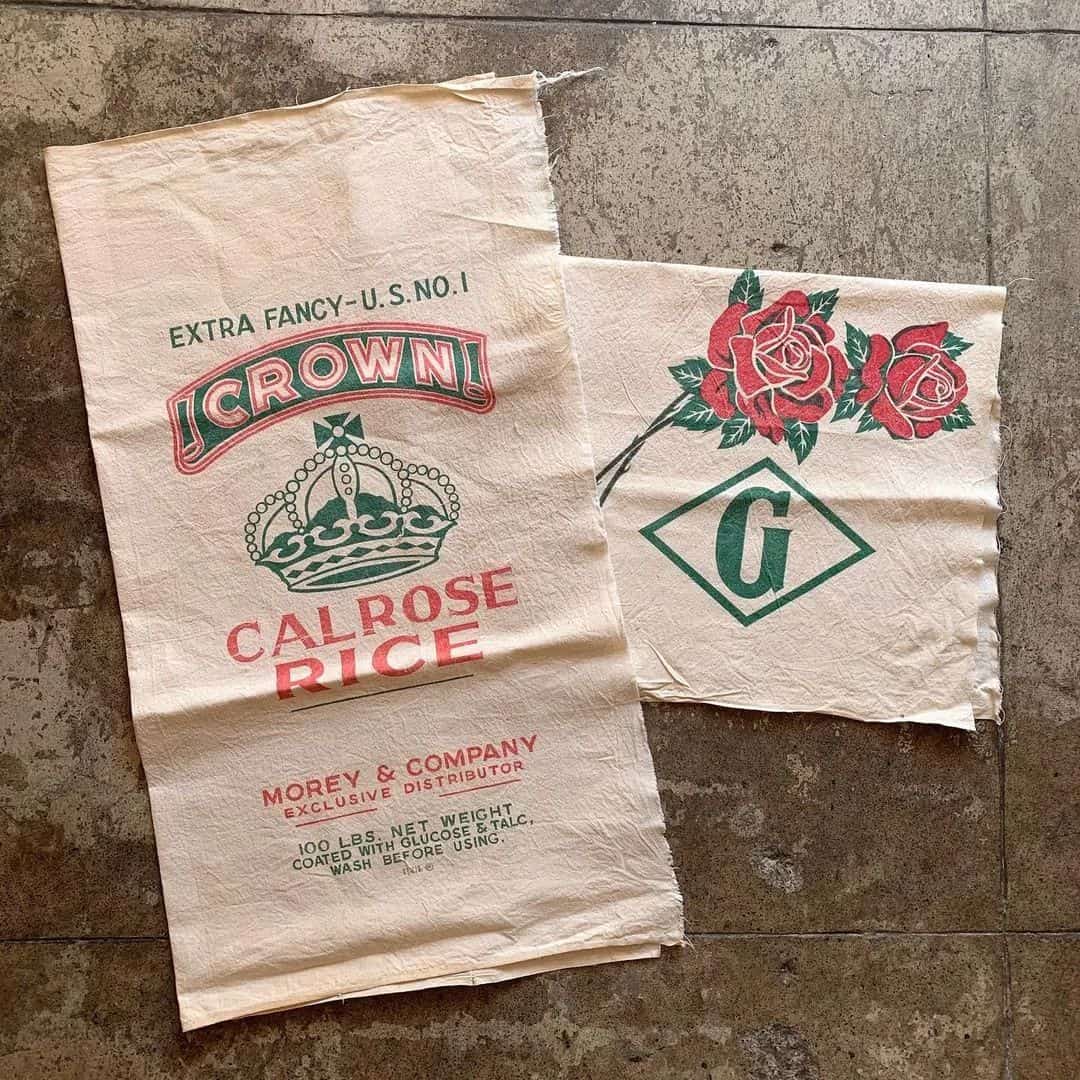 EXTRA FANCY-U.S.NO.1
CROWN
CALROSE
RICE
MOREY & COMPANY
EXCLUSIVE DISTRIBUTOR
100 LBS. NET WEIGHT
COATED WITH GLUCOSE & TALC,
WASH BEFORE USING.
G